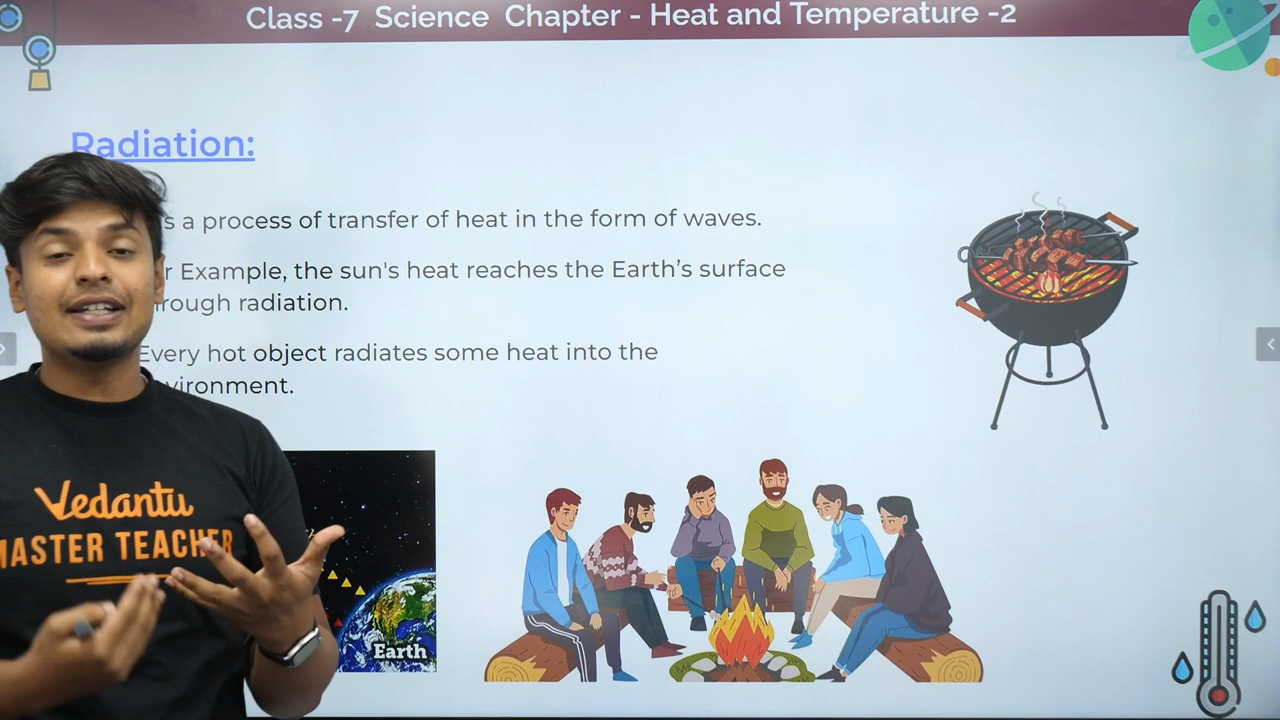 Class -7 Science Chapter - Heat and Temperature -2
Radiation:
s a process of transfer of heat in the form of waves.
r Example, the sun's heat reaches the Earth's surface
hrough radiation.
Every hot object radiates some heat into the
vironment.
Vedantu
MASTER TEACHER
Earth